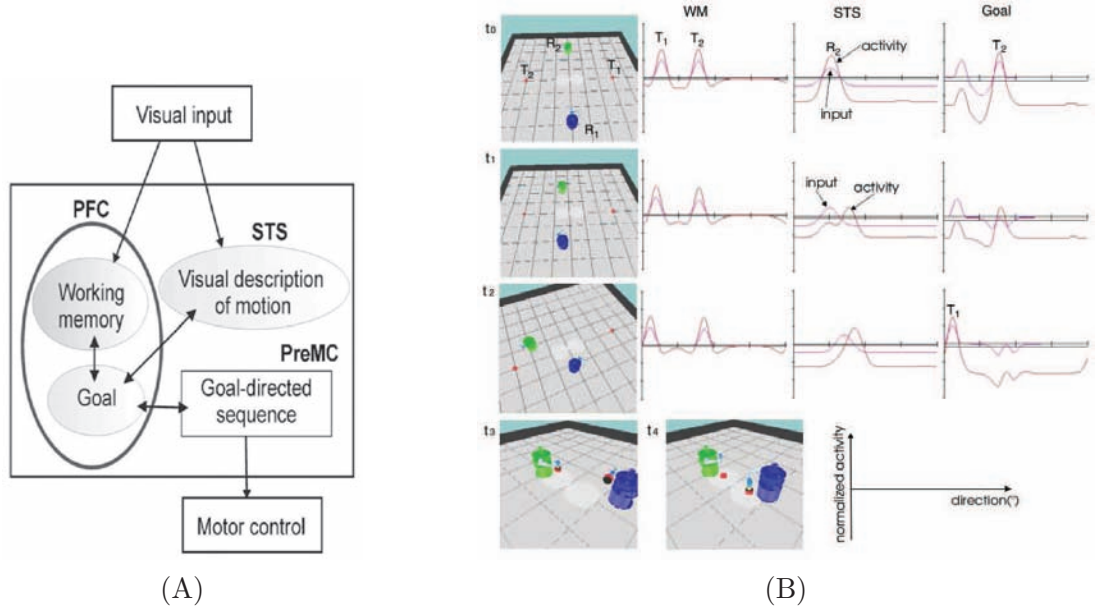 Visual input
PFC
STS
Working
memory
Visual description
of motion
PreMC
Goal
Goal-directed
sequence
Motor control
(A)
WM
STS
Goal
t0
R2
T2
T1
R1
T1
T2
R2
activity
input
T2
t1
input
activity
t2
T1
t3
t4
normalized activity
direction(°)
(B)